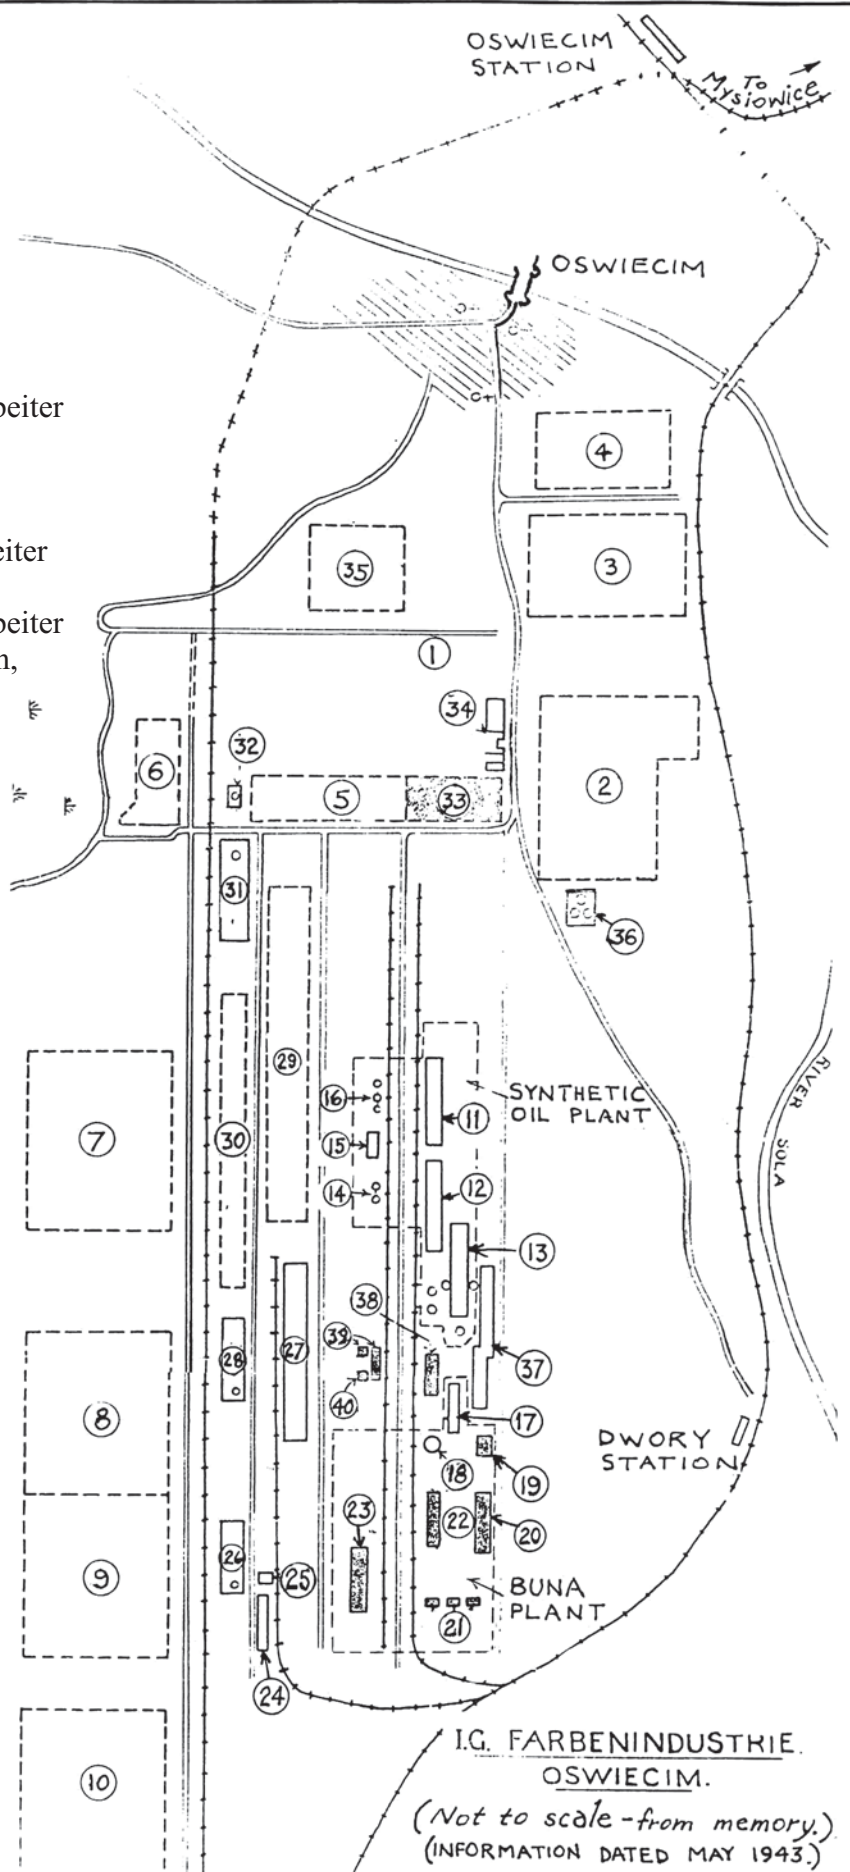 OSWIECIM
STATION
To
Mysłowice
OSWIECIM
beiter
4
35
3
eiter
beiter
n,
1
34
32
6
5
33
2
31
36
29
SYNTHETIC
OIL PLANT
16
11
7
30
15
RIVER SOLA
14
12
13
38
39
28
27
37
40
8
17
DWORY
STATION
18
19
23
22
20
26
25
9
BUNA
PLANT
21
24
10
I.G. FARBENINDUSTRIE.
OSWIECIM.
(Not to scale - from memory.)
(INFORMATION DATED MAY 1943.)